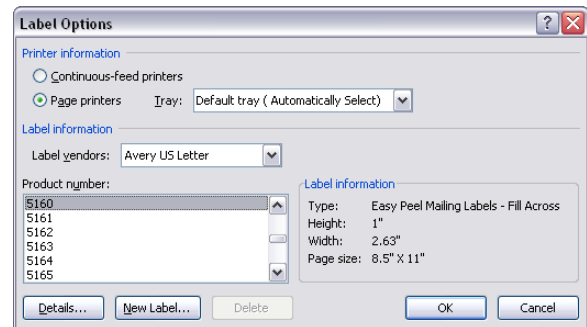 Label Options
Printer information
Continuous-feed printers
Page printers Tray: Default tray ( Automatically Select)
Label information
Label vendors: Avery US Letter
Product number:
5160
5161
5162
5163
5164
5165
Label information
Type: Easy Peel Mailing Labels - Fill Across
Height: 1"
Width: 2.63"
Page size: 8.5" X 11"
Details... New Label... Delete OK Cancel